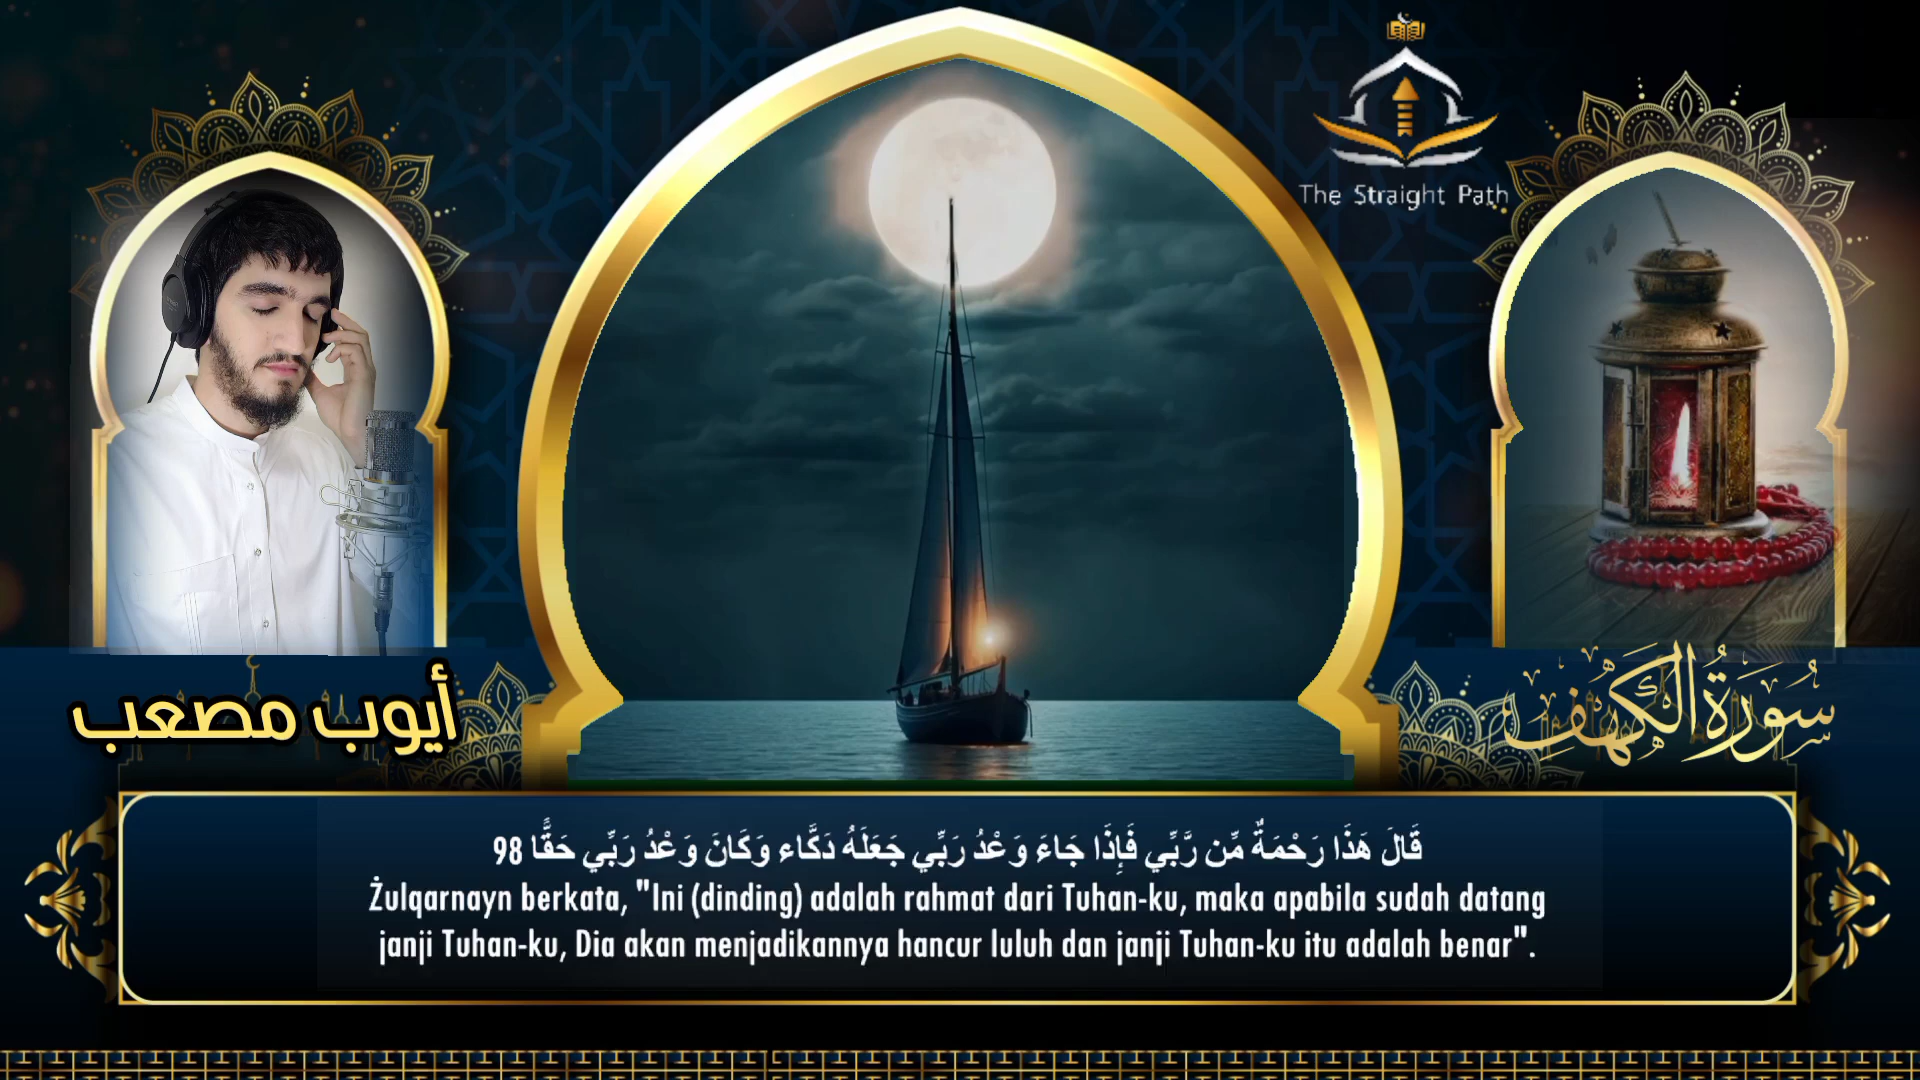 The Straight Path
أيوب مصعب
سُورَةُ الكَهْفِ
قَالَ هَذَا رَحْمَةٌ مِّن رَّبِّي فَإِذَا جَاءَ وَعْدُ رَبِّي جَعَلَهُ دَكَّاء وَكَانَ وَعْدُ رَبِّي حَقًّا 98
Żulqarnayn berkata, "Ini (dinding) adalah rahmat dari Tuhan-ku, maka apabila sudah datang
janji Tuhan-ku, Dia akan menjadikannya hancur luluh dan janji Tuhan-ku itu adalah benar".